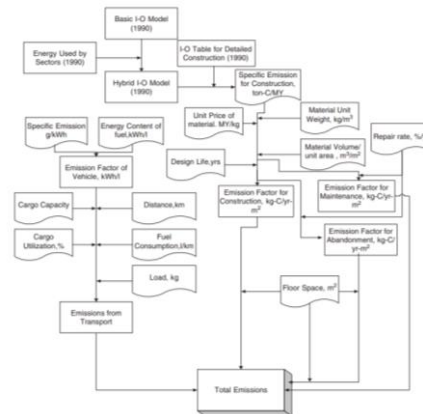 Basic I-O Model
(1990)
Energy Used by
Sectors (1990)
I-O Table for Detailed
Construction (1990)
Hybrid I-O Model
(1990)
Specific Emission
for Construction,
ton-C/MY
Unit Price of
material. MY/kg
Material Unit
Weight, kg/m³
Specific Emission
g/kWh
Energy Content of
fuel,kWh/l
Repair rate, %/
Material Volume/
unit area , m³/m²
Design Life,yrs
Emission Factor of
Vehicle, kWh/l
Emission Factor for
Construction, kg-C/yr-
m²
Emission Factor for
Maintenance, kg-C/yr-
m²
Cargo Capacity
Distance,km
Cargo
Utilization,%
Fuel
Consumption,l/km
Emission Factor for
Abandonment, kg-C/
yr-m²
Load, kg
Floor Space, m²
Emissions from
Transport
Total Emissions